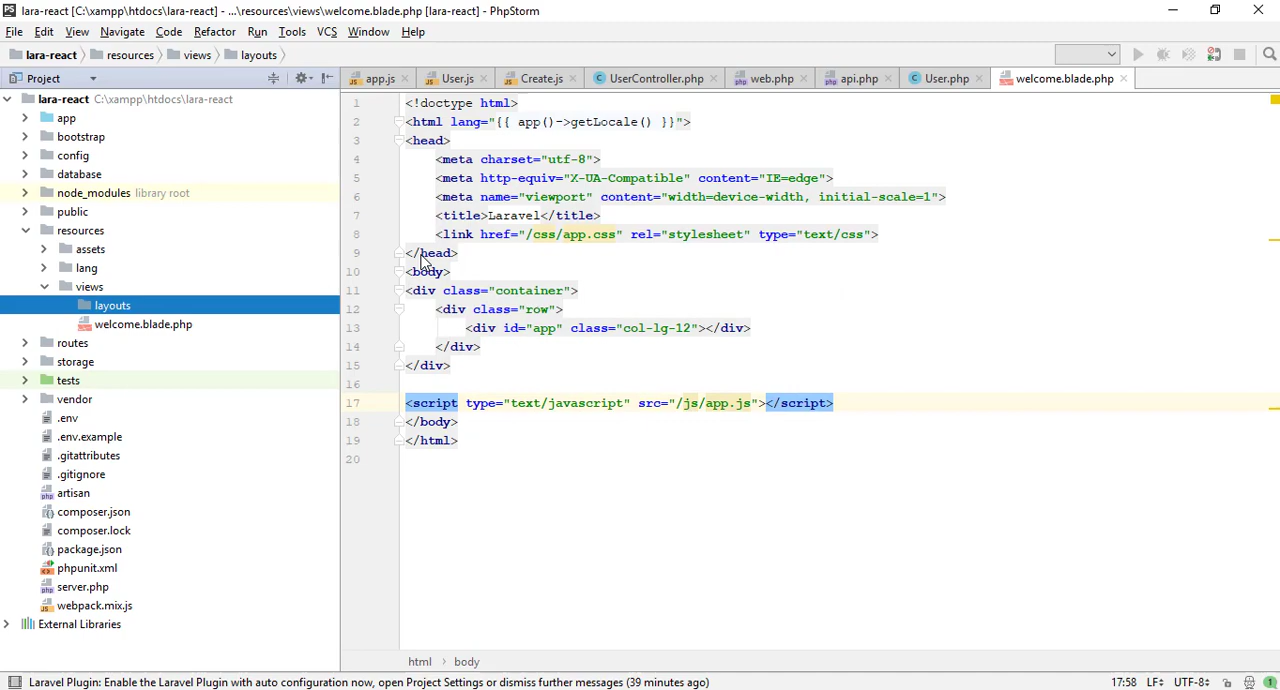 PS lara-react [C:\xampp\htdocs\lara-react] - ...\resources\views\welcome.blade.php [lara-react] - PhpStorm
File Edit View Navigate Code Refactor Run Tools VCS Window Help
lara-react resources views layouts
Project app.js User.js Create.js UserController.php web.php api.php User.php welcome.blade.php
lara-react C:\xampp\htdocs\lara-react
app
bootstrap
config
database
node_modules library root
public
resources
assets
lang
views
layouts
welcome.blade.php
routes
storage
tests
vendor
.env
.env.example
.gitattributes
.gitignore
artisan
composer.json
composer.lock
package.json
phpunit.xml
server.php
webpack.mix.js
External Libraries
1 <!doctype html>
2 <html lang="{{ app()->getLocale() }}">
3 <head>
4 <meta charset="utf-8">
5 <meta http-equiv="X-UA-Compatible" content="IE=edge">
6 <meta name="viewport" content="width=device-width, initial-scale=1">
7 <title>Laravel</title>
8 <link href="/css/app.css" rel="stylesheet" type="text/css">
9 </head>
10 <body>
11 <div class="container">
12 <div class="row">
13 <div id="app" class="col-lg-12"></div>
14 </div>
15 </div>
16
17 <script type="text/javascript" src="/js/app.js"></script>
18 </body>
19 </html>
20
html body
Laravel Plugin: Enable the Laravel Plugin with auto configuration now, open Project Settings or dismiss further messages (39 minutes ago) 17:58 LF UTF-8 1